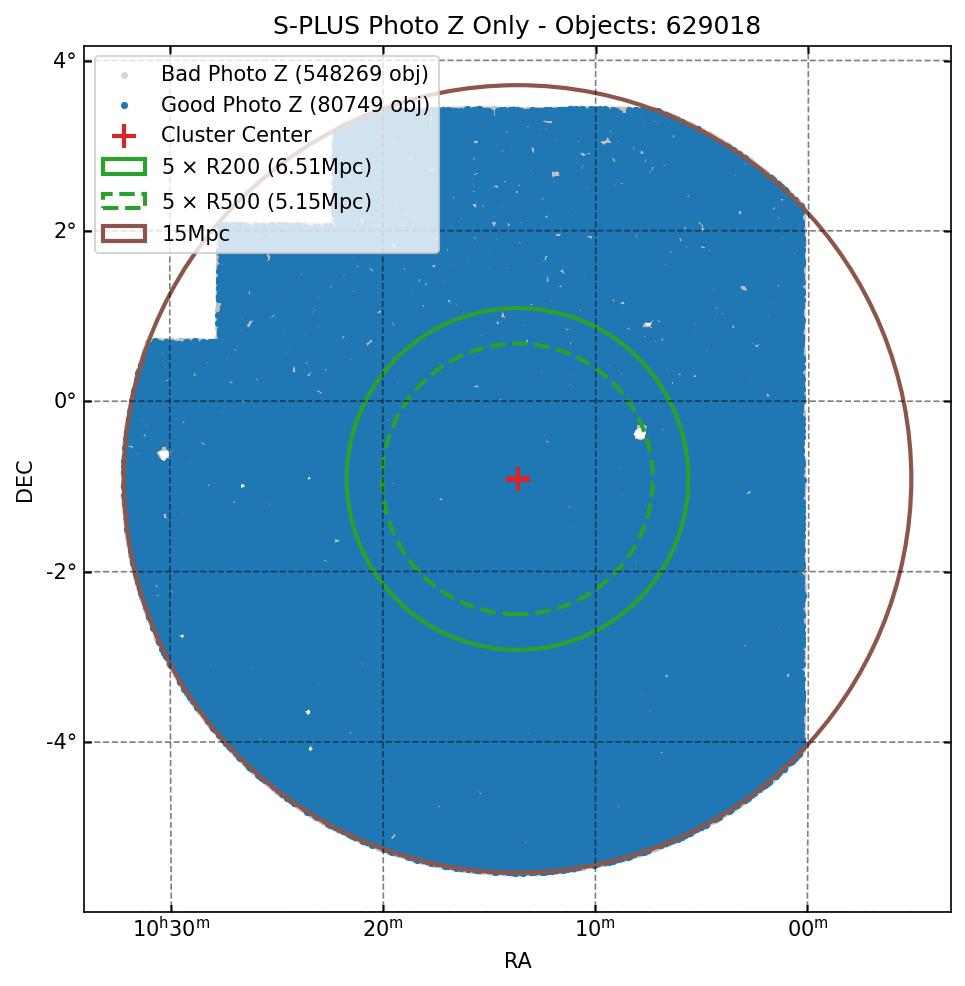 S-PLUS Photo Z Only - Objects: 629018
Bad Photo Z (548269 obj)
Good Photo Z (80749 obj)
Cluster Center
5 × R200 (6.51Mpc)
5 × R500 (5.15Mpc)
15Mpc
4°
2°
0°
-2°
-4°
DEC
10ʰ30ᵐ
20ᵐ
10ᵐ
00ᵐ
RA